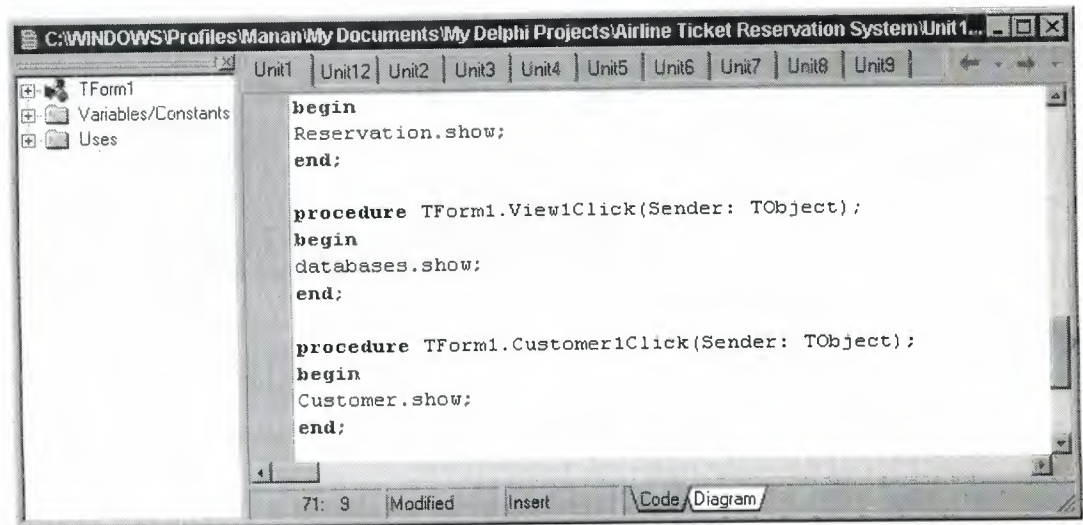 C:\WINDOWS\Profiles\Manan\My Documents\My Delphi Projects\Airline Ticket Reservation System\Unit1...
TForm1
Variables/Constants
Uses
Unit1 Unit12 Unit2 Unit3 Unit4 Unit5 Unit6 Unit7 Unit8 Unit9
begin
Reservation.show;
end;
procedure TForm1.View1Click(Sender: TObject);
begin
databases.show;
end;
procedure TForm1.Customer1Click(Sender: TObject);
begin
Customer.show;
end;
71: 9 Modified Insert Code Diagram